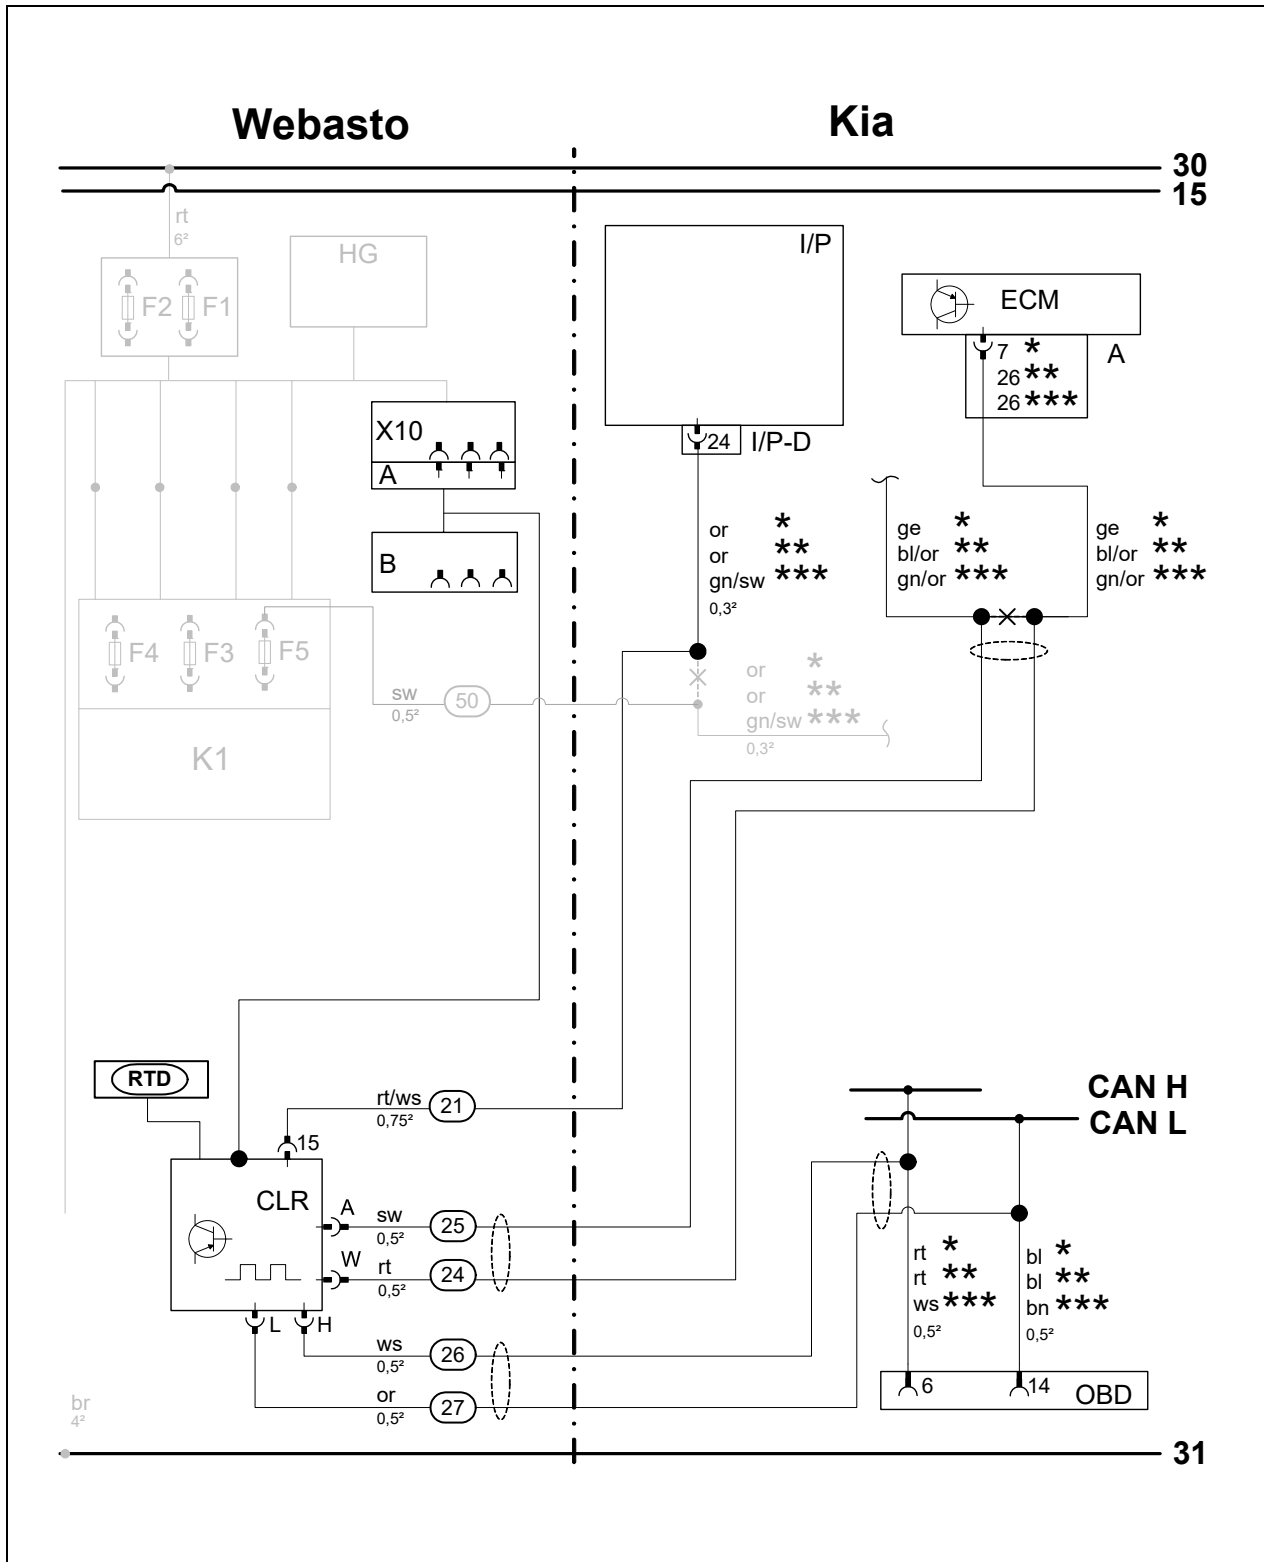 Webasto
Kia
30
15
rt
6²
HG
I/P
F2 F1
ECM
7 *
A
26 **
26 ***
X10
24
I/P-D
A
or *
or **
gn/sw ***
0,3²
ge *
bl/or **
gn/or ***
ge *
bl/or **
gn/or ***
B
F4 F3 F5
sw
0,5²
50
or *
or **
gn/sw ***
0,3²
K1
RTD
CAN H
CAN L
rt/ws
0,75²
21
15
CLR
A
sw
0,5²
25
W
rt
0,5²
24
rt *
rt **
ws ***
0,5²
bl *
bl **
bn ***
0,5²
L H
ws
0,5²
26
or
0,5²
27
6
14
OBD
br
4²
31